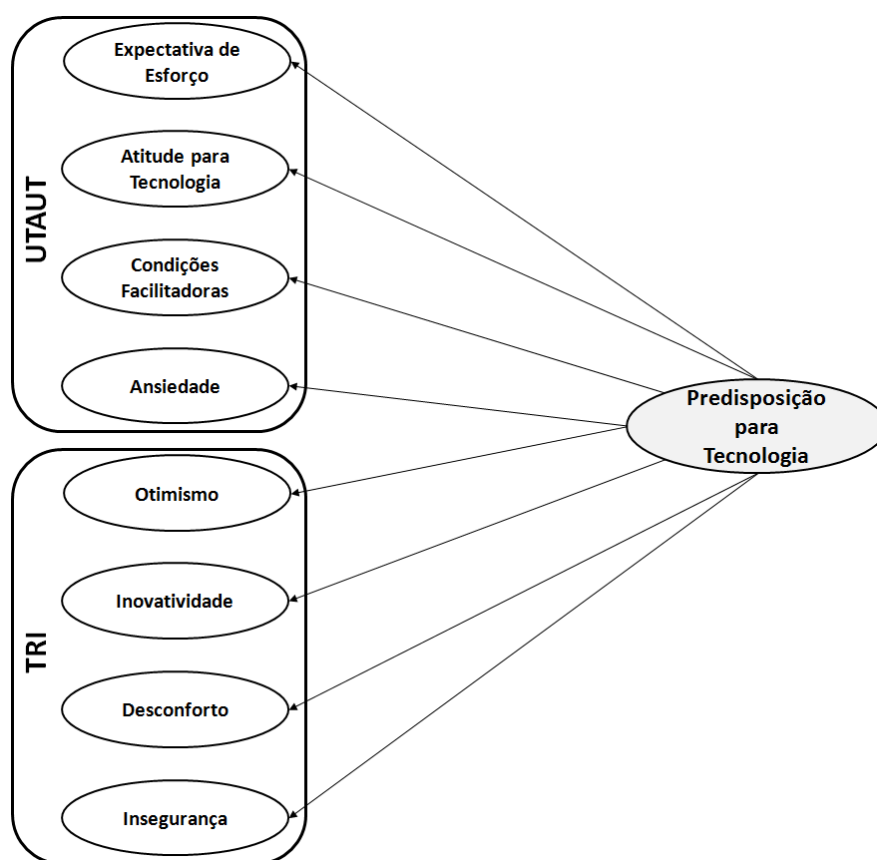 UTAUT
Expectativa de
Esforço
Atitude para
Tecnologia
Condições
Facilitadoras
Ansiedade
TRI
Otimismo
Inovatividade
Desconforto
Insegurança
Predisposição
para
Tecnologia